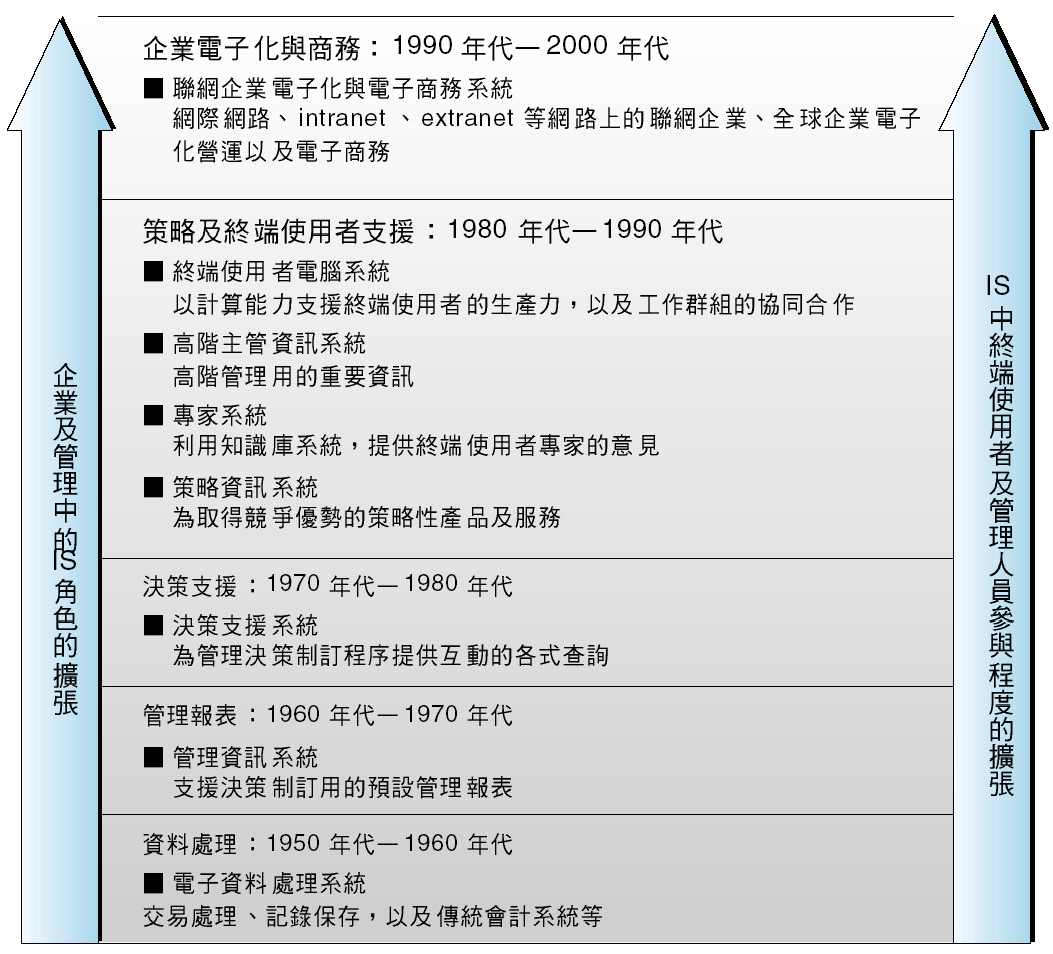 企業電子化與商務：1990 年代—2000 年代
■ 聯網企業電子化與電子商務系統
網際網路、intranet、extranet 等網路上的聯網企業、全球企業電子
化營運以及電子商務
策略及終端使用者支援：1980 年代—1990 年代
■ 終端使用者電腦系統
以計算能力支援終端使用者的生產力，以及工作群組的協同合作
■ 高階主管資訊系統
高階管理用的重要資訊
■ 專家系統
利用知識庫系統，提供終端使用者專家的意見
■ 策略資訊系統
為取得競爭優勢的策略性產品及服務
決策支援：1970 年代—1980 年代
■ 決策支援系統
為管理決策制訂程序提供互動的各式查詢
管理報表：1960 年代—1970 年代
■ 管理資訊系統
支援決策制訂用的預設管理報表
資料處理：1950 年代—1960 年代
■ 電子資料處理系統
交易處理、記錄保存，以及傳統會計系統等
企業及管理中的IS角色的擴張
IS中終端使用者及管理人員參與程度的擴張